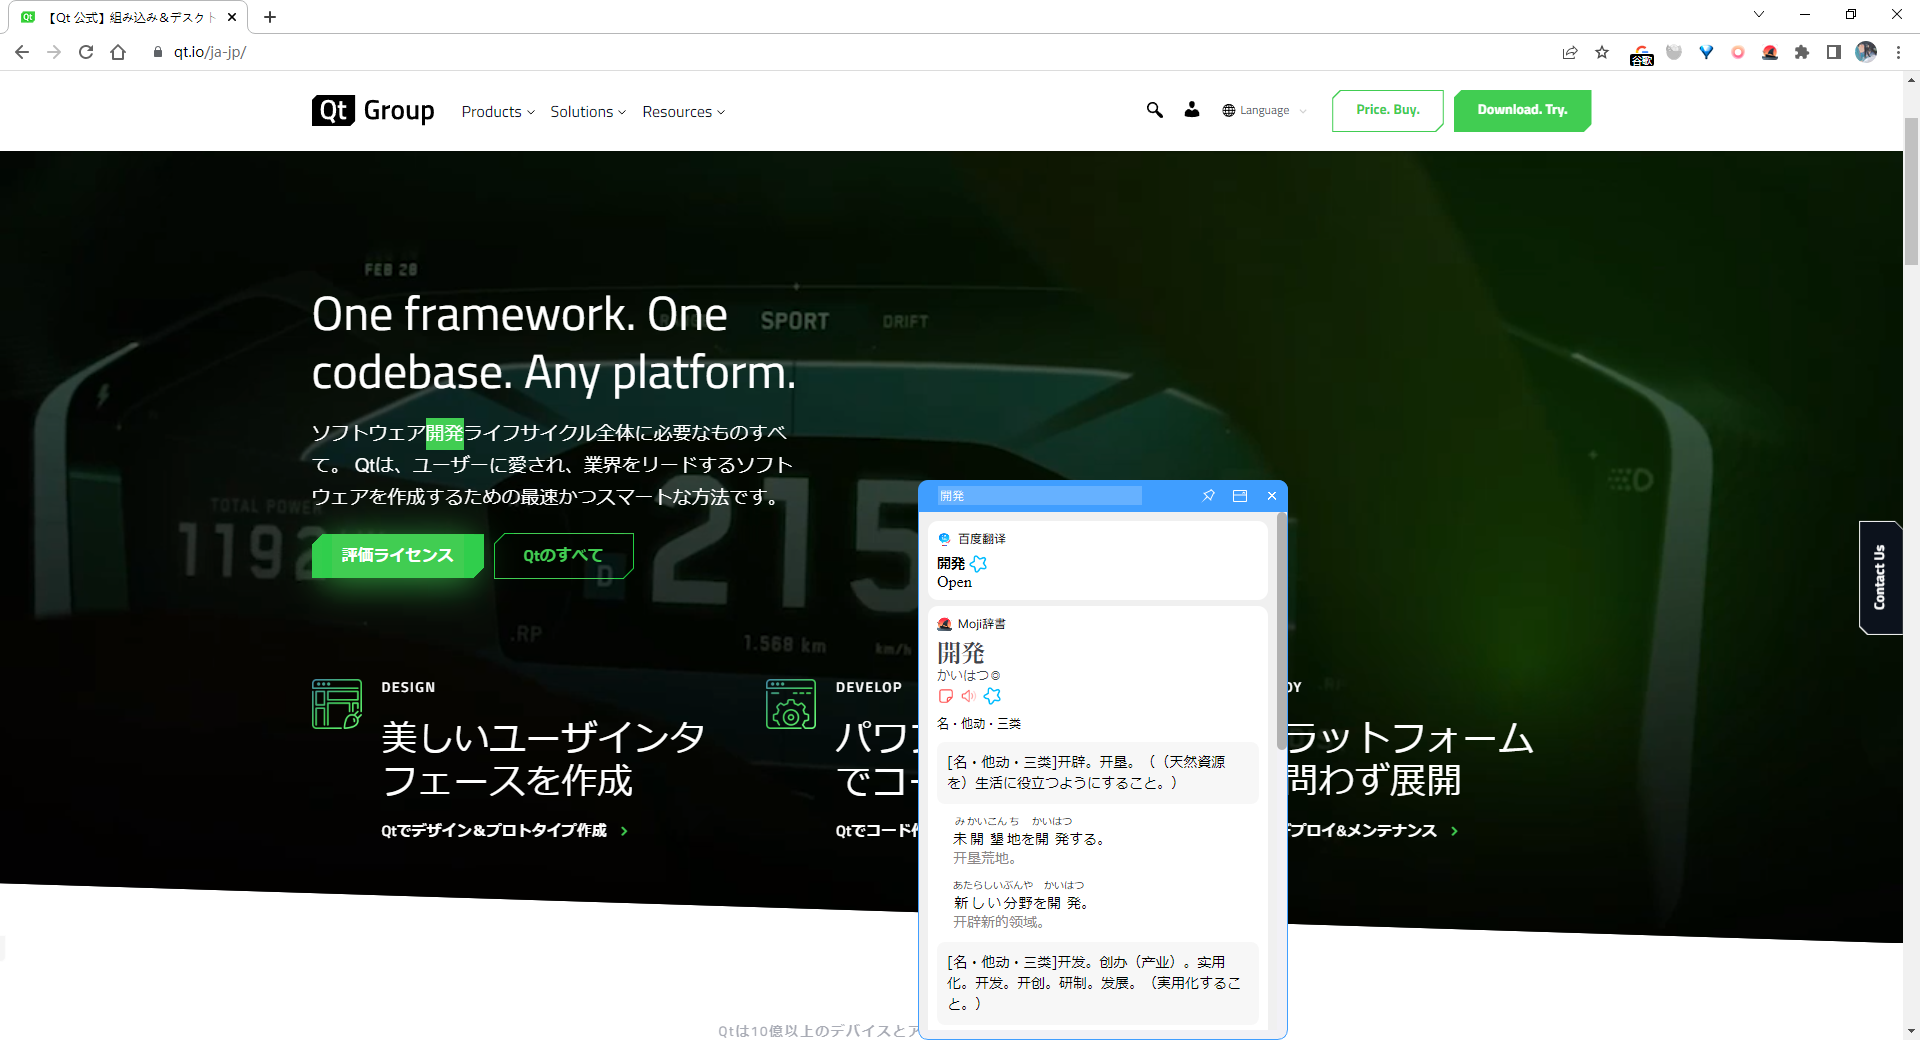 【Qt 公式】組み込み＆デスクト
qt.io/ja-jp/
谷歌
Qt Group
Products
Solutions
Resources
Language
Price. Buy.
Download. Try.
FEB 28
SPORT
DRIFT
One framework. One
codebase. Any platform.
ソフトウェア開発ライフサイクル全体に必要なものすべ
て。 Qtは、ユーザーに愛され、業界をリードするソフト
ウェアを作成するための最速かつスマートな方法です。
TOTAL POWER
1192
215
D
.RP
1.568 km
km/h
評価ライセンス
Qtのすべて
Contact Us
DESIGN
美しいユーザインタ
フェースを作成
Qtでデザイン＆プロトタイプ作成
DEVELOP
パワフ
でコー
Qtでコード作
OY
ラットフォーム
問わず展開
デプロイ&メンテナンス
開発
百度翻译
開発
Open
Moji辞書
開発
かいはつ◎
名・他动・三类
[名・他动・三类]开辟。开垦。（（天然資源
を）生活に役立つようにすること。）
みかいこんち かいはつ
未開墾地を開発する。
开垦荒地。
あたらしいぶんや かいはつ
新しい分野を開発。
开辟新的领域。
[名・他动・三类]开发。创办（产业）。实用
化。开发。开创。研制。发展。（実用化するこ
と。）
Qtは10億以上のデバイスとア